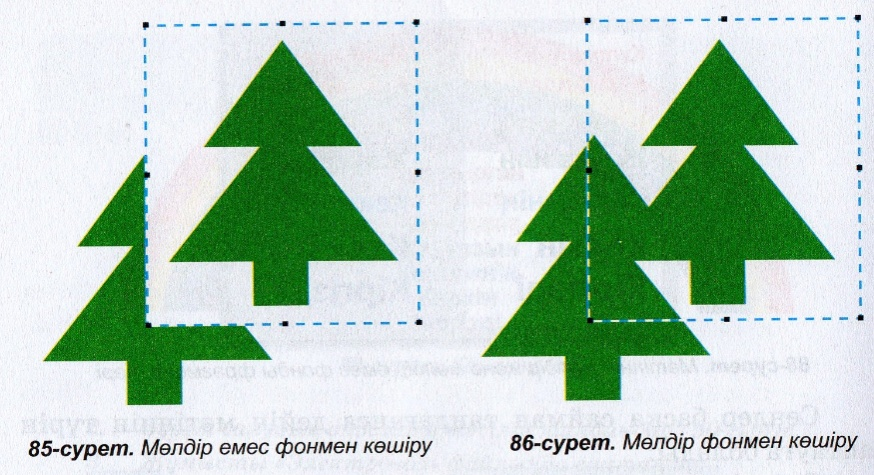 85-сурет. Мөлдір емес фонмен көшіру
86-сурет. Мөлдір фонмен көшіру